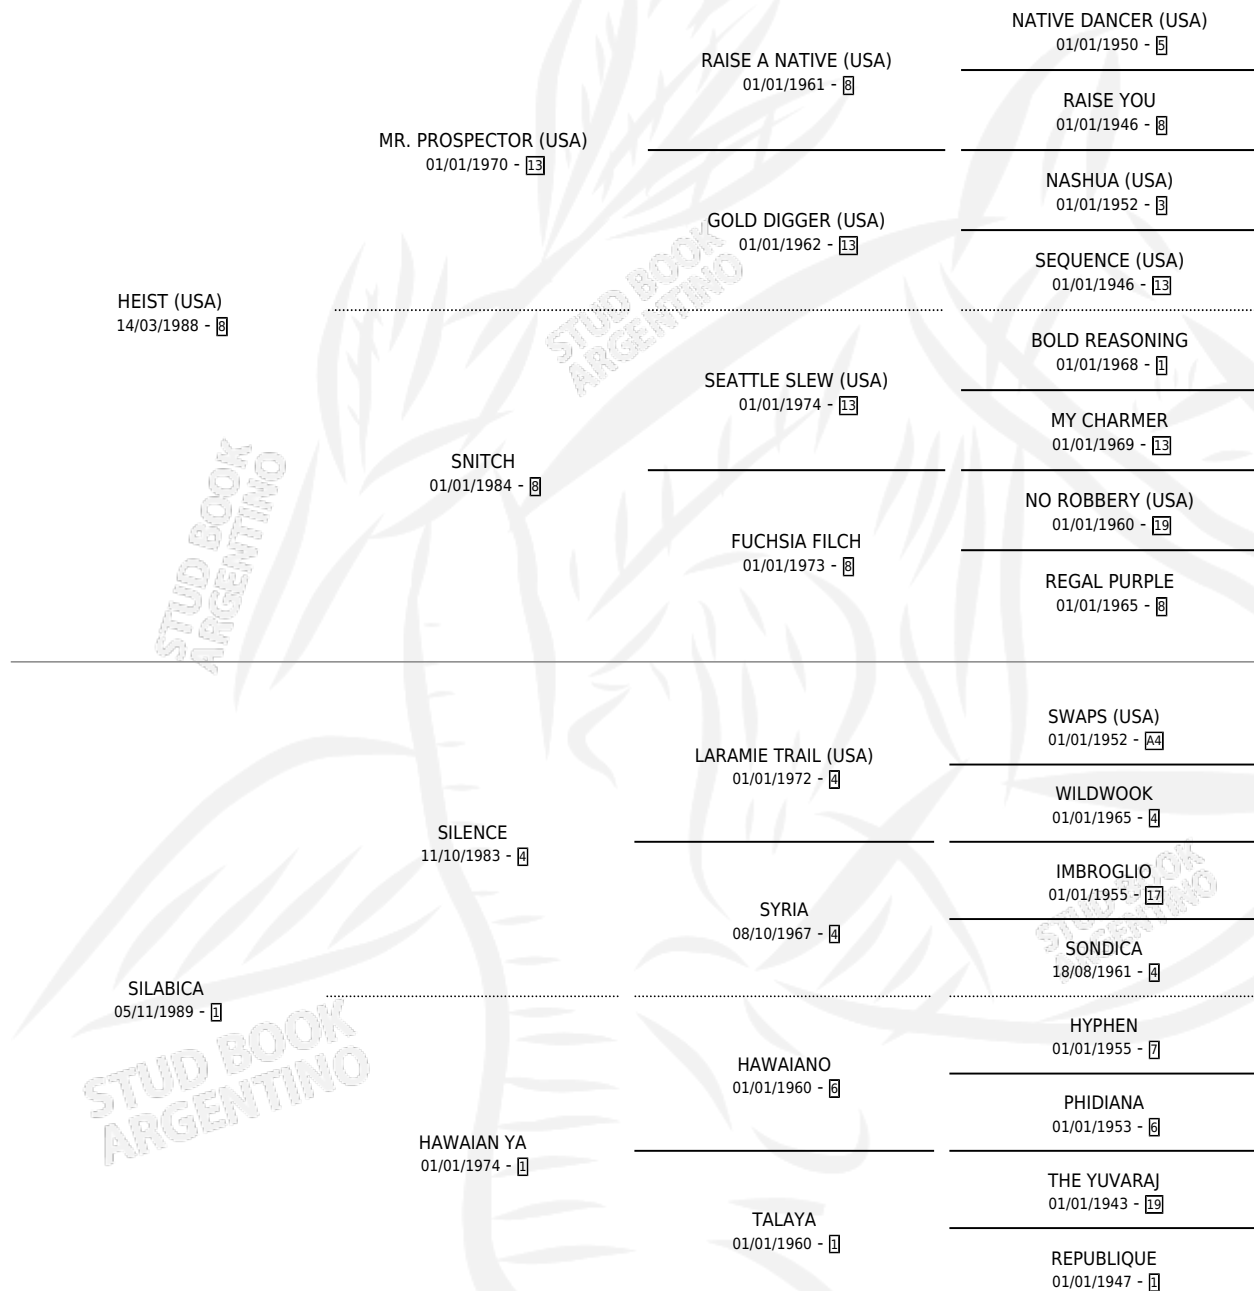 NATIVE DANCER (USA)
01/01/1950 - 5
RAISE A NATIVE (USA)
01/01/1961 - 8
RAISE YOU
01/01/1946 - 8
MR. PROSPECTOR (USA)
01/01/1970 - 13
NASHUA (USA)
01/01/1952 - 3
GOLD DIGGER (USA)
01/01/1962 - 13
SEQUENCE (USA)
01/01/1946 - 13
HEIST (USA)
14/03/1988 - 8
BOLD REASONING
01/01/1968 - 1
SEATTLE SLEW (USA)
01/01/1974 - 13
MY CHARMER
01/01/1969 - 13
SNITCH
01/01/1984 - 8
NO ROBBERY (USA)
01/01/1960 - 19
FUCHSIA FILCH
01/01/1973 - 8
REGAL PURPLE
01/01/1965 - 8
SWAPS (USA)
01/01/1952 - A4
LARAMIE TRAIL (USA)
01/01/1972 - 4
WILDWOOK
01/01/1965 - 4
SILENCE
11/10/1983 - 4
IMBROGLIO
01/01/1955 - 17
SYRIA
08/10/1967 - 4
SONDICA
18/08/1961 - 4
SILABICA
05/11/1989 - 1
HYPHEN
01/01/1955 - 7
HAWAIANO
01/01/1960 - 6
PHIDIANA
01/01/1953 - 6
HAWAIAN YA
01/01/1974 - 1
THE YUVARAJ
01/01/1943 - 19
TALAYA
01/01/1960 - 1
REPUBLIQUE
01/01/1947 - 1
STUD BOOK
ARGENTINO
STUD BOOK
ARGENTINO
STUD BOOK
ARGENTINO
STUD BOOK
ARGENTINO